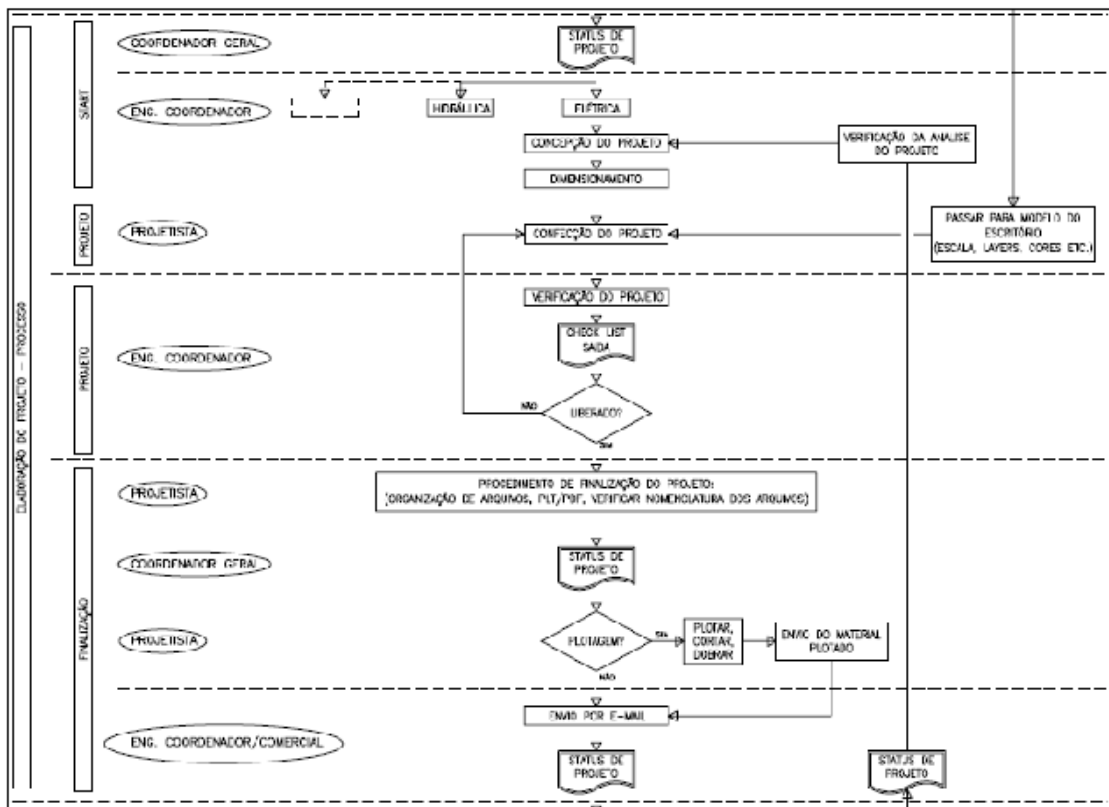 ELABORAÇÃO DO PROJETO - PROCESSO
START
COORDENADOR GERAL
STATUS DE
PROJETO
ENG. COORDENADOR
HIDRÁULICA
ELÉTRICA
CONCEPÇÃO DO PROJETO
VERIFICAÇÃO DA ANALISE
DO PROJETO
DIMENSIONAMENTO
PROJETO
PROJETISTA
CONFECÇÃO DO PROJETO
PASSAR PARA MODELO DO
ESCRITÓRIO
(ESCALA, LAYERS, CORES ETC.)
PROJETO
ENG. COORDENADOR
VERIFICAÇÃO DO PROJETO
CHECK LIST
SAÍDA
NÃO
LIBERADO?
SIM
FINALIZAÇÃO
PROJETISTA
PROCEDIMENTO DE FINALIZAÇÃO DO PROJETO:
(ORGANIZAÇÃO DE ARQUIVOS, PLT/PDF, VERIFICAR NOMENCLATURA DOS ARQUIVOS)
COORDENADOR GERAL
STATUS DE
PROJETO
PROJETISTA
PLOTAGEM?
SIM
PLOTAR,
CORTAR,
DOBRAR
ENVIO DO MATERIAL
PLOTADO
NÃO
ENVIO POR E-MAIL
ENG. COORDENADOR/COMERCIAL
STATUS DE
PROJETO
STATUS DE
PROJETO